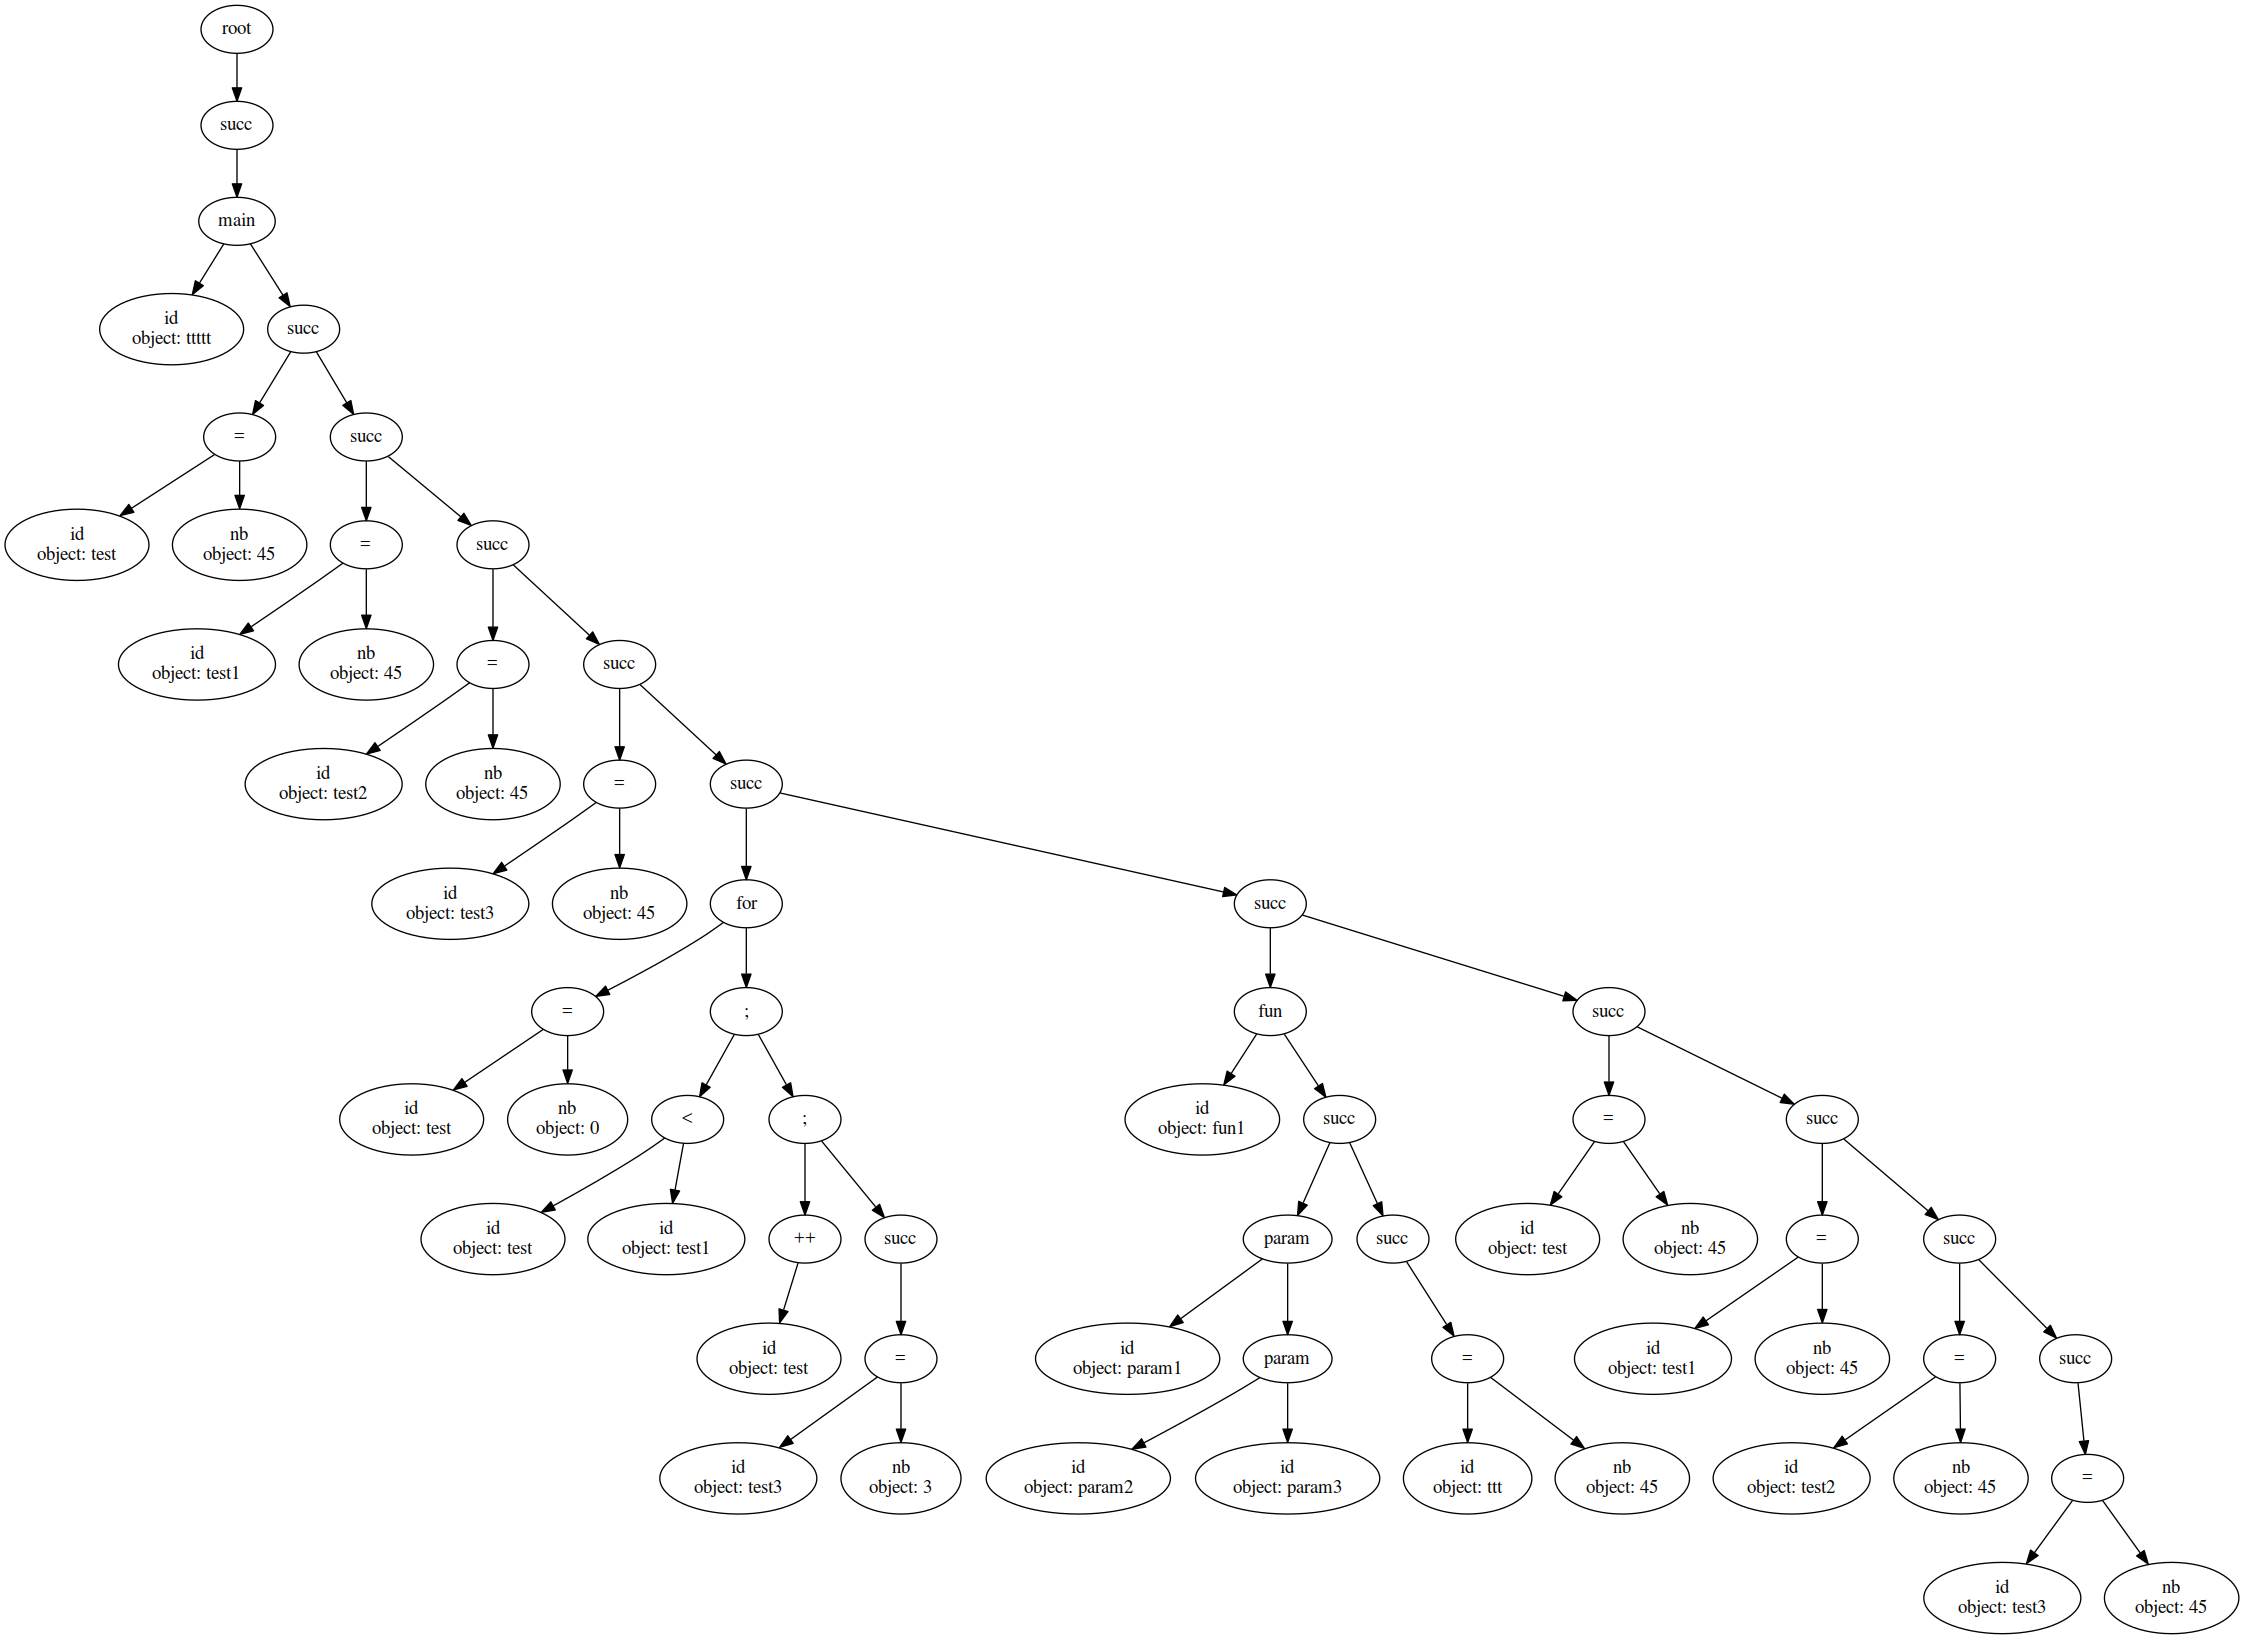 root
succ
main
id
object: ttttt
succ
=
succ
id
object: test
nb
object: 45
=
succ
id
object: test1
nb
object: 45
=
succ
id
object: test2
nb
object: 45
=
succ
id
object: test3
nb
object: 45
for
succ
=
;
fun
succ
id
object: test
nb
object: 0
<
;
id
object: fun1
succ
=
succ
id
object: test
id
object: test1
++
succ
param
succ
id
object: test
nb
object: 45
=
succ
id
object: test
=
id
object: param1
param
=
id
object: test1
nb
object: 45
=
succ
id
object: test3
nb
object: 3
id
object: param2
id
object: param3
id
object: ttt
nb
object: 45
id
object: test2
nb
object: 45
=
id
object: test3
nb
object: 45